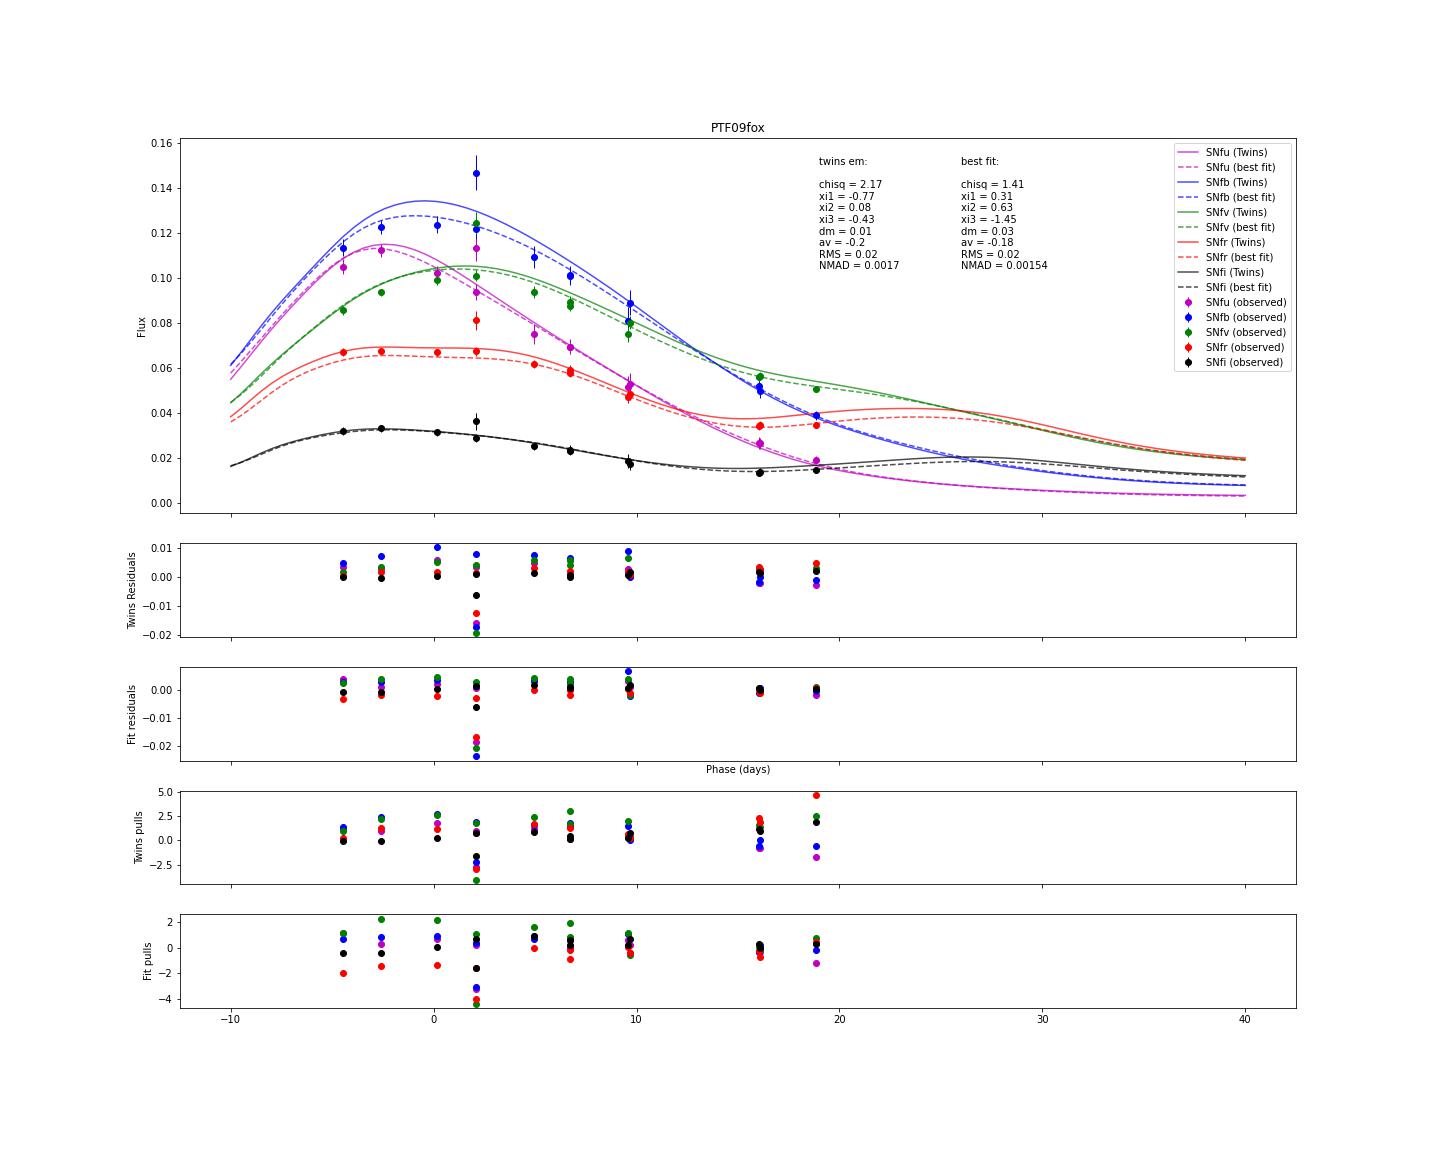 PTF09fox
Flux
0.16
0.14
0.12
0.10
0.08
0.06
0.04
0.02
0.00
twins em:
chisq = 2.17
xi1 = -0.77
xi2 = 0.08
xi3 = -0.43
dm = 0.01
av = -0.2
RMS = 0.02
NMAD = 0.0017
best fit:
chisq = 1.41
xi1 = 0.31
xi2 = 0.63
xi3 = -1.45
dm = 0.03
av = -0.18
RMS = 0.02
NMAD = 0.00154
SNfu (Twins)
SNfu (best fit)
SNfb (Twins)
SNfb (best fit)
SNfv (Twins)
SNfv (best fit)
SNfr (Twins)
SNfr (best fit)
SNfi (Twins)
SNfi (best fit)
SNfu (observed)
SNfb (observed)
SNfv (observed)
SNfr (observed)
SNfi (observed)
Twins Residuals
0.01
0.00
−0.01
−0.02
Fit residuals
0.00
−0.01
−0.02
Phase (days)
Twins pulls
5.0
2.5
0.0
−2.5
Fit pulls
2
0
−2
−4
−10
0
10
20
30
40